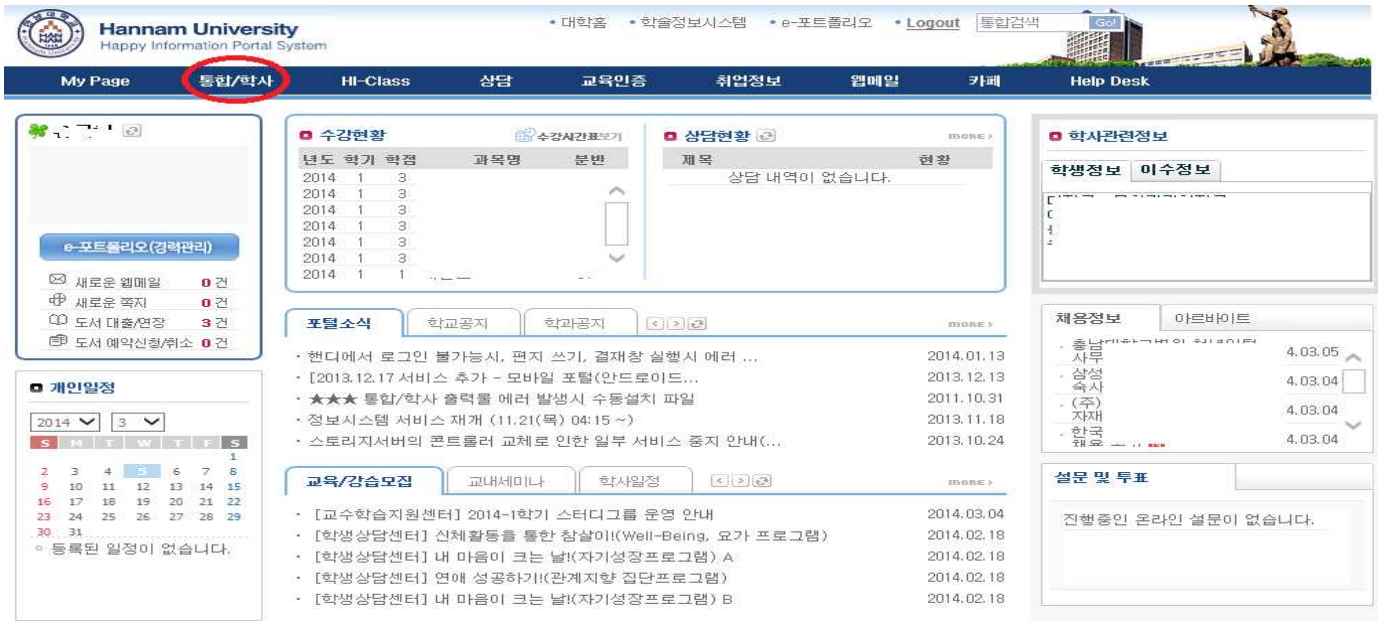 Hannam University
Happy Information Portal System
• 대학홈 • 학술정보시스템 • e-포트폴리오 • Logout 통합검색 Go!
My Page 통합/학사 HI-Class 상담 교육인증 취업정보 웹메일 카페 Help Desk
e-포트폴리오(경력관리)
새로운 웹메일 0 건
새로운 쪽지 0 건
도서 대출/연장 3 건
도서 예약신청/취소 0 건
개인일정
2014 3
S M T W T F S
1
2 3 4 5 6 7 8
9 10 11 12 13 14 15
16 17 18 19 20 21 22
23 24 25 26 27 28 29
30 31
등록된 일정이 없습니다.
수강현황 수강시간표보기
년도 학기 학점 과목명 분반
2014 1 3
2014 1 3
2014 1 3
2014 1 3
2014 1 3
2014 1 3
2014 1 1
상담현황 more >
제목 현황
상담 내역이 없습니다.
포털소식 학교공지 학과공지 < > more >
· 핸디에서 로그인 불가능시, 편지 쓰기, 결재창 실행시 에러 ... 2014.01.13
· [2013.12.17 서비스 추가 - 모바일 포털(안드로이드... 2013.12.13
· ★★★ 통합/학사 출력물 에러 발생시 수동설치 파일 2011.10.31
· 정보시스템 서비스 재개 (11.21(목) 04:15 ~) 2013.11.18
· 스토리지서버의 콘트롤러 교체로 인한 일부 서비스 중지 안내(... 2013.10.24
교육/강습모집 교내세미나 학사일정 < > more >
· [교수학습지원센터] 2014-1학기 스터디그룹 운영 안내 2014.03.04
· [학생상담센터] 신체활동을 통한 참살이!(Well-Being, 요가 프로그램) 2014.02.18
· [학생상담센터] 내 마음이 크는 날!(자기성장프로그램) A 2014.02.18
· [학생상담센터] 연애 성공하기!(관계지향 집단프로그램) 2014.02.18
· [학생상담센터] 내 마음이 크는 날!(자기성장프로그램) B 2014.02.18
학사관련정보
학생정보 이수정보
채용정보 아르바이트
사무 4.03.05
· 삼성
숙사 4.03.04
· (주)
자재 4.03.04
· 한국
채용 4.03.04
설문 및 투표
진행중인 온라인 설문이 없습니다.